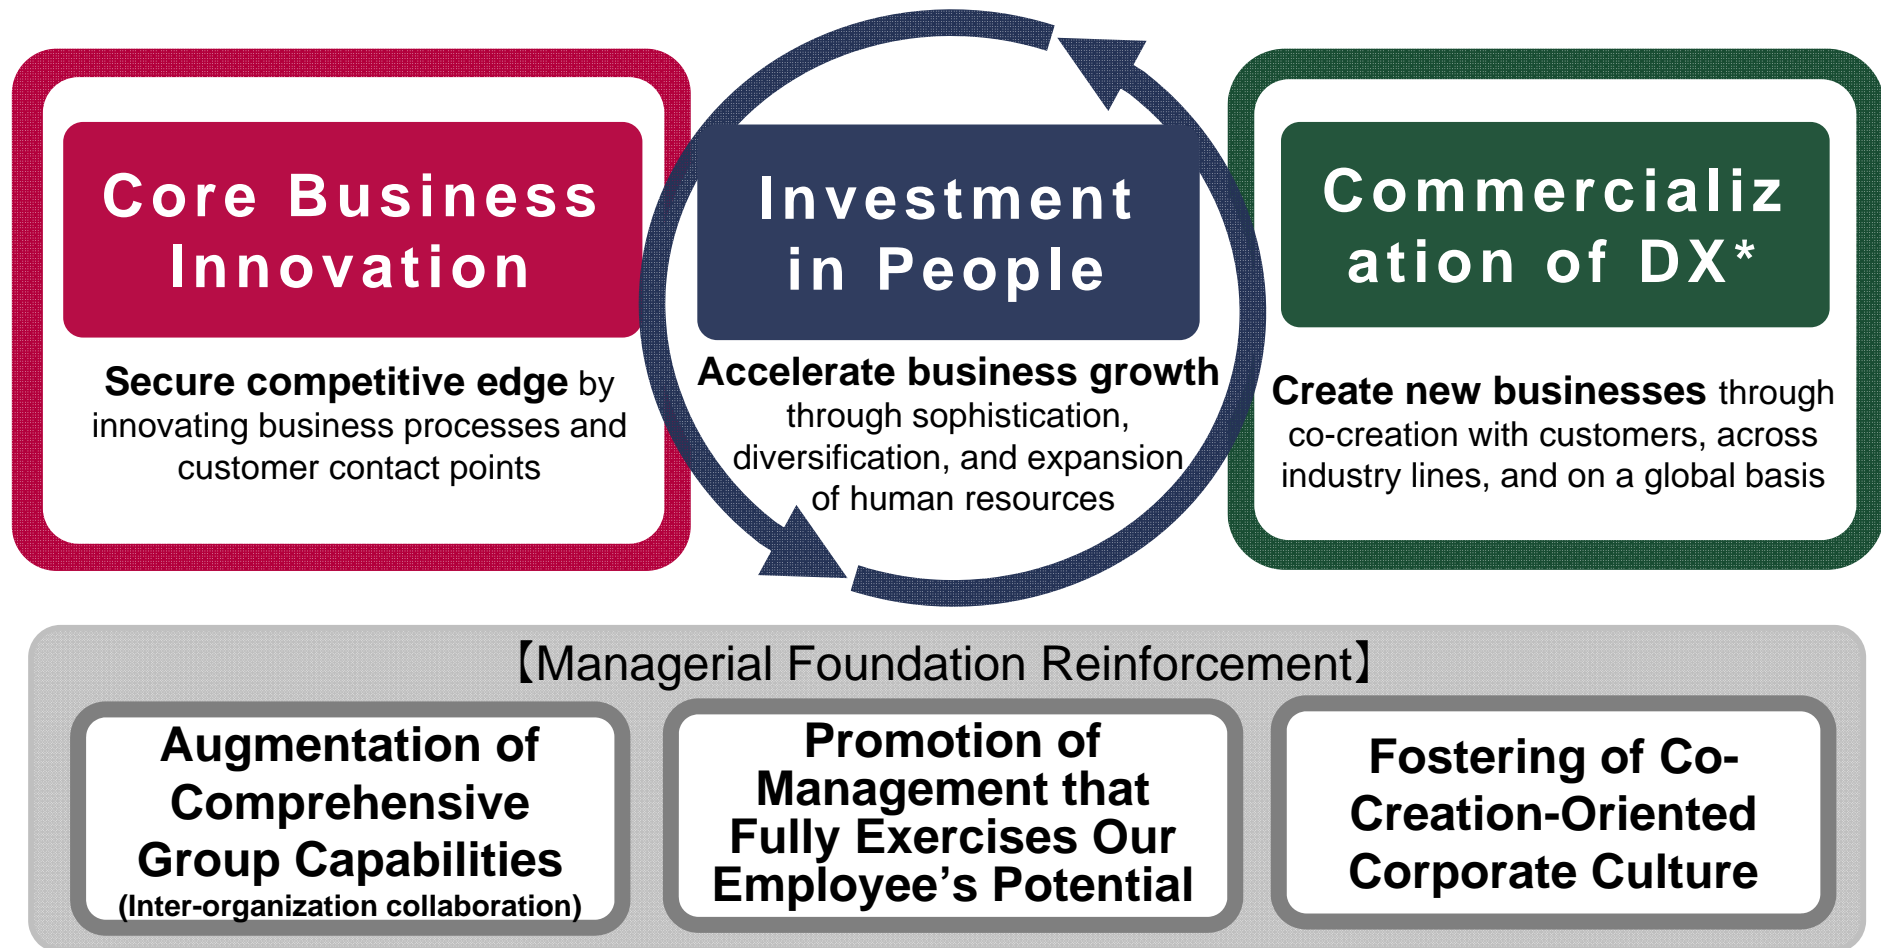 Core Business
Innovation
Secure competitive edge by
innovating business processes and
customer contact points
Investment
in People
Accelerate business growth
through sophistication,
diversification, and expansion
of human resources
Commercializ
ation of DX*
Create new businesses through
co-creation with customers, across
industry lines, and on a global basis
【Managerial Foundation Reinforcement】
Augmentation of
Comprehensive
Group Capabilities
(Inter-organization collaboration)
Promotion of
Management that
Fully Exercises Our
Employee’s Potential
Fostering of Co-
Creation-Oriented
Corporate Culture